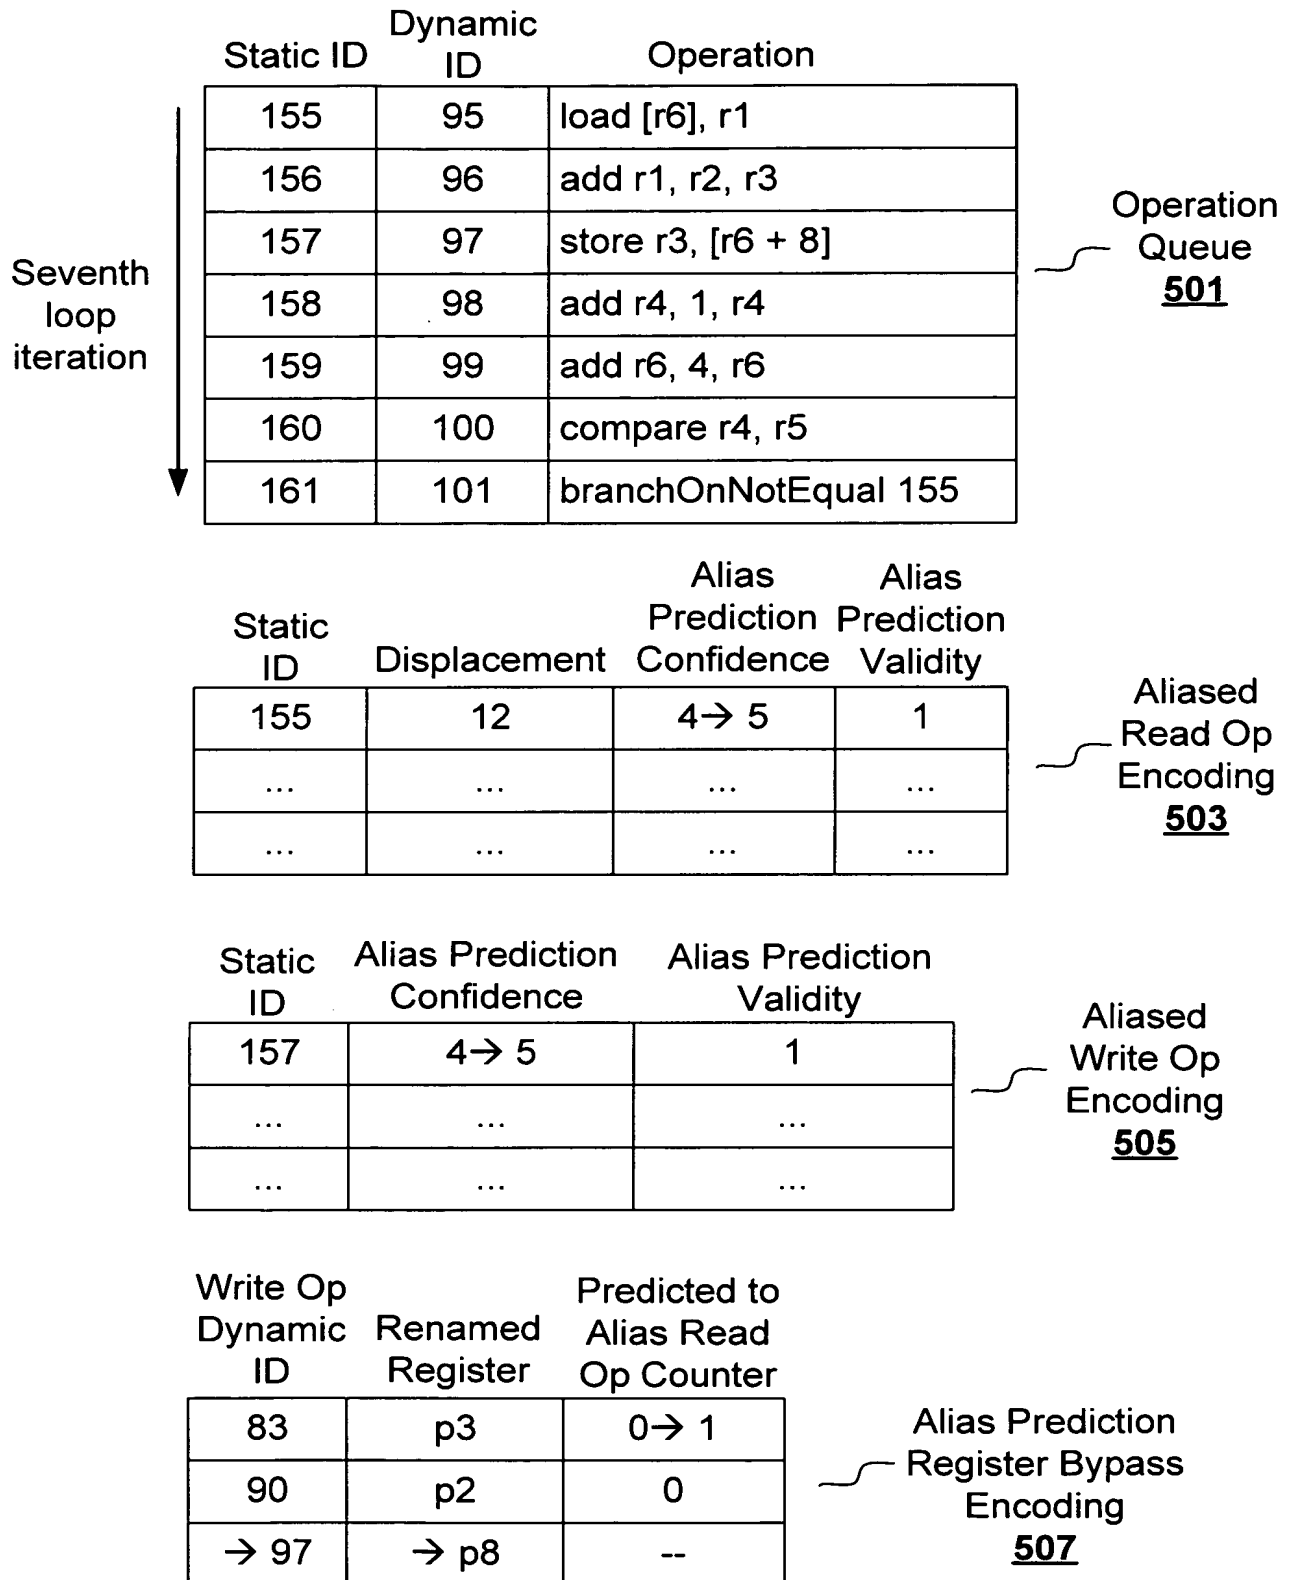 Static ID Dynamic ID Operation
155 95 load [r6], r1
156 96 add r1, r2, r3
157 97 store r3, [r6 + 8]
158 98 add r4, 1, r4
159 99 add r6, 4, r6
160 100 compare r4, r5
161 101 branchOnNotEqual 155
Seventh
loop
iteration
Operation
Queue
501
Static ID Displacement Alias Prediction Confidence Alias Prediction Validity
155 12 4→ 5 1
... ... ... ...
... ... ... ...
Aliased
Read Op
Encoding
503
Static ID Alias Prediction Confidence Alias Prediction Validity
157 4→ 5 1
... ... ...
... ... ...
Aliased
Write Op
Encoding
505
Write Op Dynamic ID Renamed Register Predicted to Alias Read Op Counter
83 p3 0→ 1
90 p2 0
→ 97 → p8 --
Alias Prediction
Register Bypass
Encoding
507